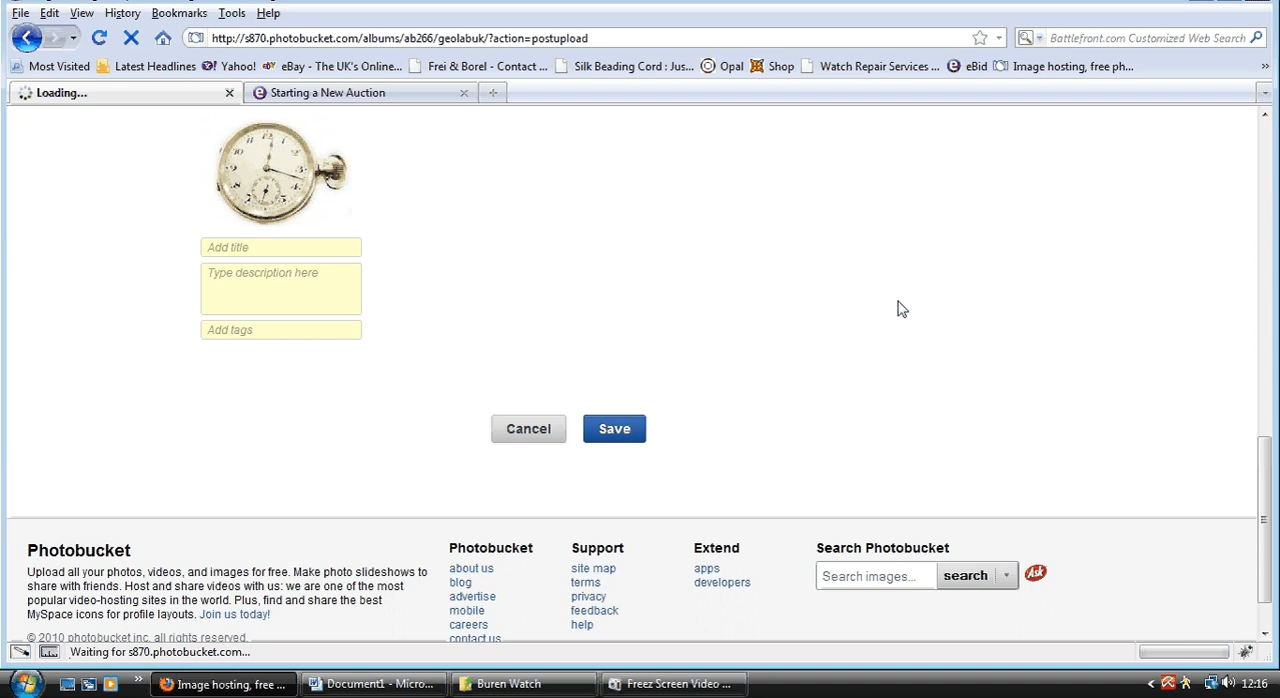 File Edit View History Bookmarks Tools Help
http://s870.photobucket.com/albums/ab266/geolabuk/?action=postupload
Battlefront.com Customized Web Search
Most Visited Latest Headlines Yahoo! eBay - The UK's Online... Frei & Borel - Contact ... Silk Beading Cord : Jus... Opal Shop Watch Repair Services ... eBid Image hosting, free ph... »
Loading... Starting a New Auction
Add title
Type description here
Add tags
Cancel Save
Photobucket
Upload all your photos, videos, and images for free. Make photo slideshows to
share with friends. Host and share videos with us: we are one of the most
popular video-hosting sites in the world. Plus, find and share the best
MySpace icons for profile layouts. Join us today!
© 2010 photobucket inc. all rights reserved.
Photobucket
about us
blog
advertise
mobile
careers
contact us
Support
site map
terms
privacy
feedback
help
Extend
apps
developers
Search Photobucket
Search images... search Ask
Waiting for s870.photobucket.com...
» Image hosting, free ... Document1 - Micro... Buren Watch Freez Screen Video ... 12:16